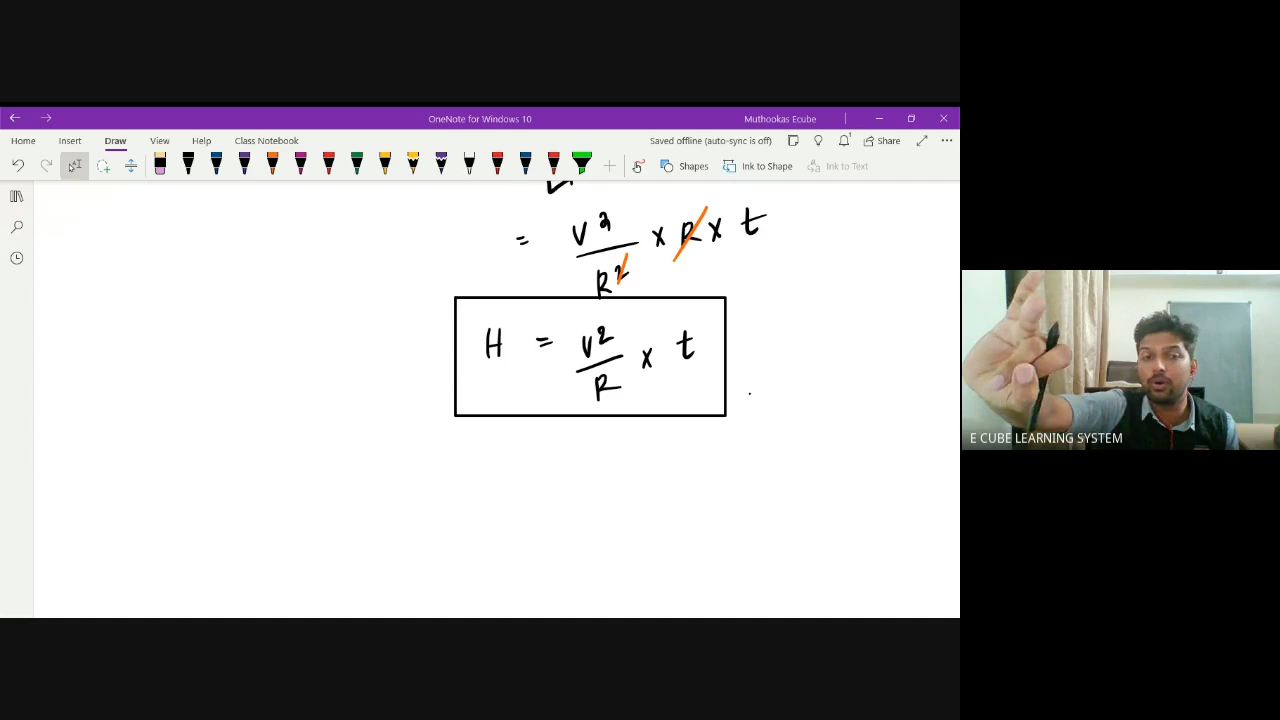 OneNote for Windows 10
Muthookas Ecube
Home Insert Draw View Help Class Notebook
Saved offline (auto-sync is off)
Share
Shapes
Ink to Shape
Ink to Text
= V² / R² x R x t
H = V² / R x t
E CUBE LEARNING SYSTEM